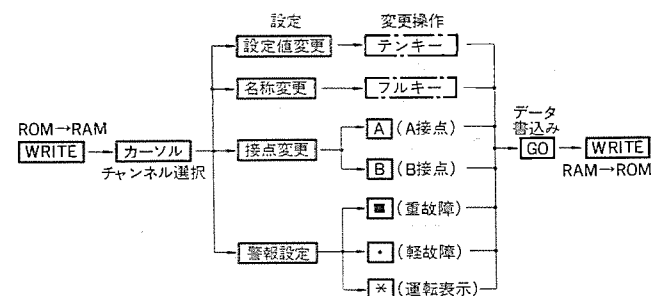 設定
変更操作
設定値変更
テンキー
名称変更
フルキー
ROM→RAM
WRITE
カーソル
チャンネル選択
接点変更
A (A接点)
B (B接点)
データ
書込み
GO
WRITE
RAM→ROM
警報設定
■ (重故障)
・ (軽故障)
* (運転表示)